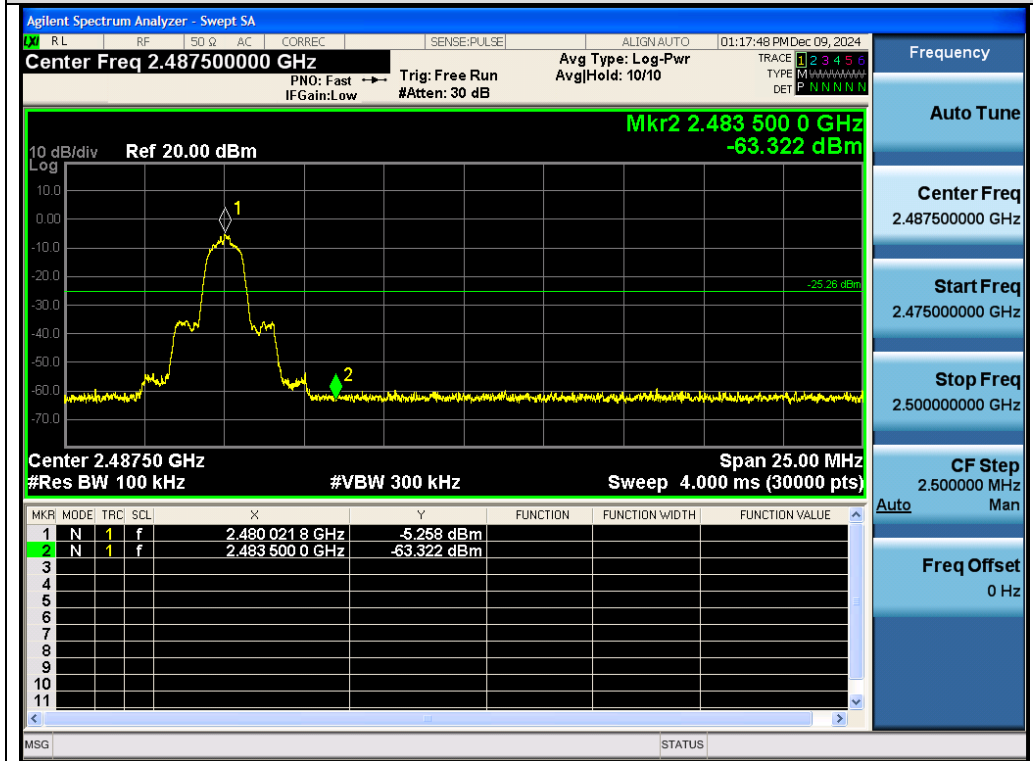 Agilent Spectrum Analyzer - Swept SA
LXI RL RF 50 Ω AC CORREC SENSE:PULSE ALIGN AUTO 01:17:48 PM Dec 09, 2024
Center Freq 2.487500000 GHz
PNO: Fast
IFGain:Low
Trig: Free Run
#Atten: 30 dB
Avg Type: Log-Pwr
Avg|Hold: 10/10
TRACE 1 2 3 4 5 6
TYPE M WWWWW
DET P N N N N N
Mkr2 2.483 500 0 GHz
-63.322 dBm
10 dB/div Ref 20.00 dBm
Log
10.0
0.00
-10.0
-20.0
-30.0
-40.0
-50.0
-60.0
-70.0
1
-25.26 dBm
2
Center 2.48750 GHz Span 25.00 MHz
#Res BW 100 kHz #VBW 300 kHz Sweep 4.000 ms (30000 pts)
MKR MODE TRC SCL X Y FUNCTION FUNCTION WIDTH FUNCTION VALUE
1 N 1 f 2.480 021 8 GHz -5.258 dBm
2 N 1 f 2.483 500 0 GHz -63.322 dBm
3
4
5
6
7
8
9
10
11
MSG STATUS
Frequency
Auto Tune
Center Freq
2.487500000 GHz
Start Freq
2.475000000 GHz
Stop Freq
2.500000000 GHz
CF Step
2.500000 MHz
Auto Man
Freq Offset
0 Hz